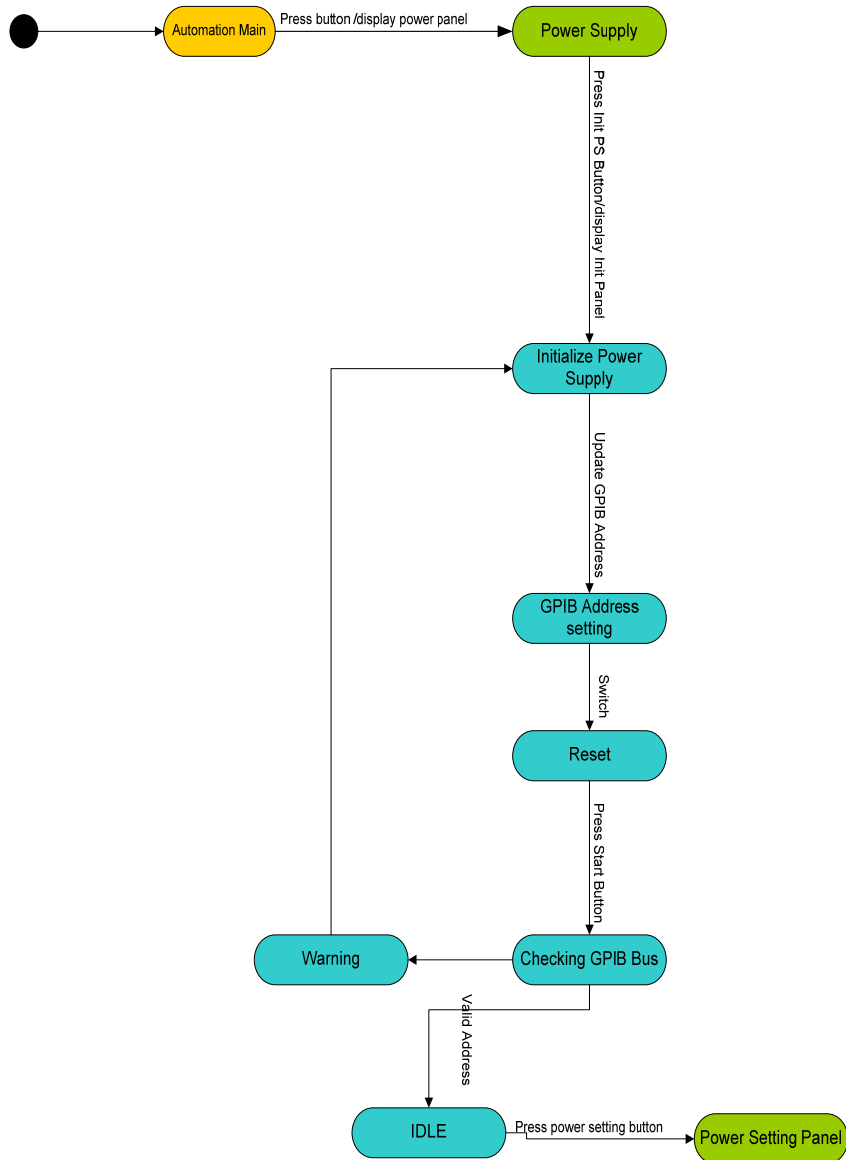 Automation Main
Press button /display power panel
Power Supply
Press Init PS Button/display Init Panel
Initialize Power
Supply
Update GPIB Address
GPIB Address
setting
Switch
Reset
Press Start Button
Warning
Checking GPIB Bus
Valid Address
IDLE
Press power setting button
Power Setting Panel